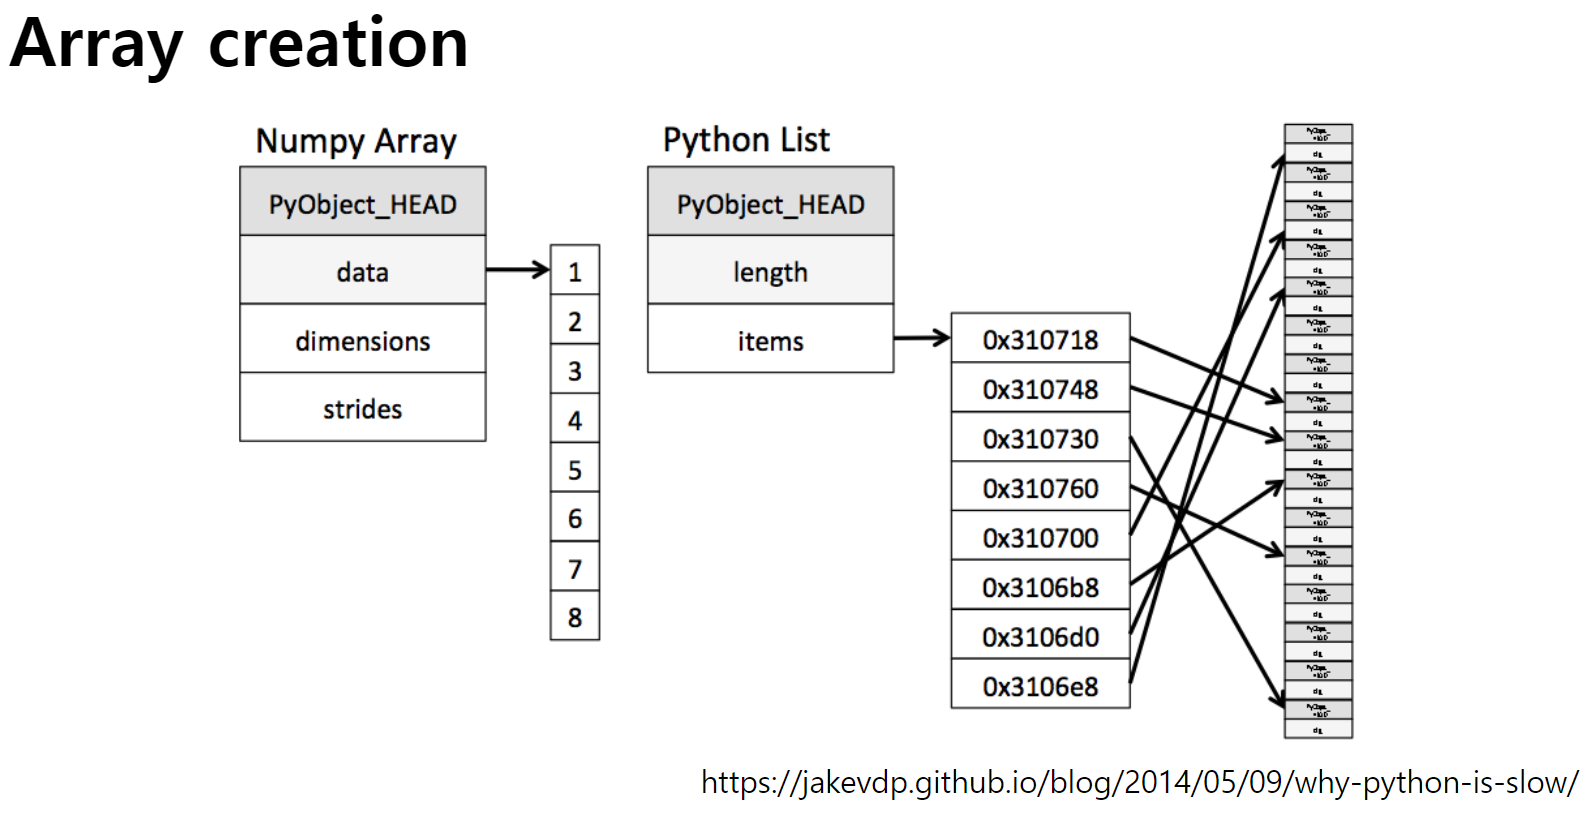 Array creation
Numpy Array
PyObject_HEAD
data
dimensions
strides
1
2
3
4
5
6
7
8
Python List
PyObject_HEAD
length
items
0x310718
0x310748
0x310730
0x310760
0x310700
0x3106b8
0x3106d0
0x3106e8
https://jakevdp.github.io/blog/2014/05/09/why-python-is-slow/